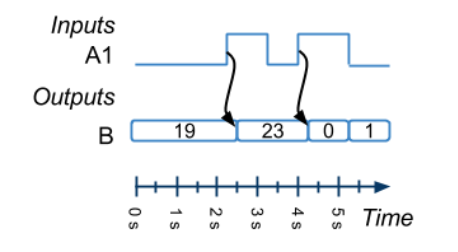 Inputs
A1
Outputs
B 19 23 0 1
0 s 1 s 2 s 3 s 4 s 5 s Time